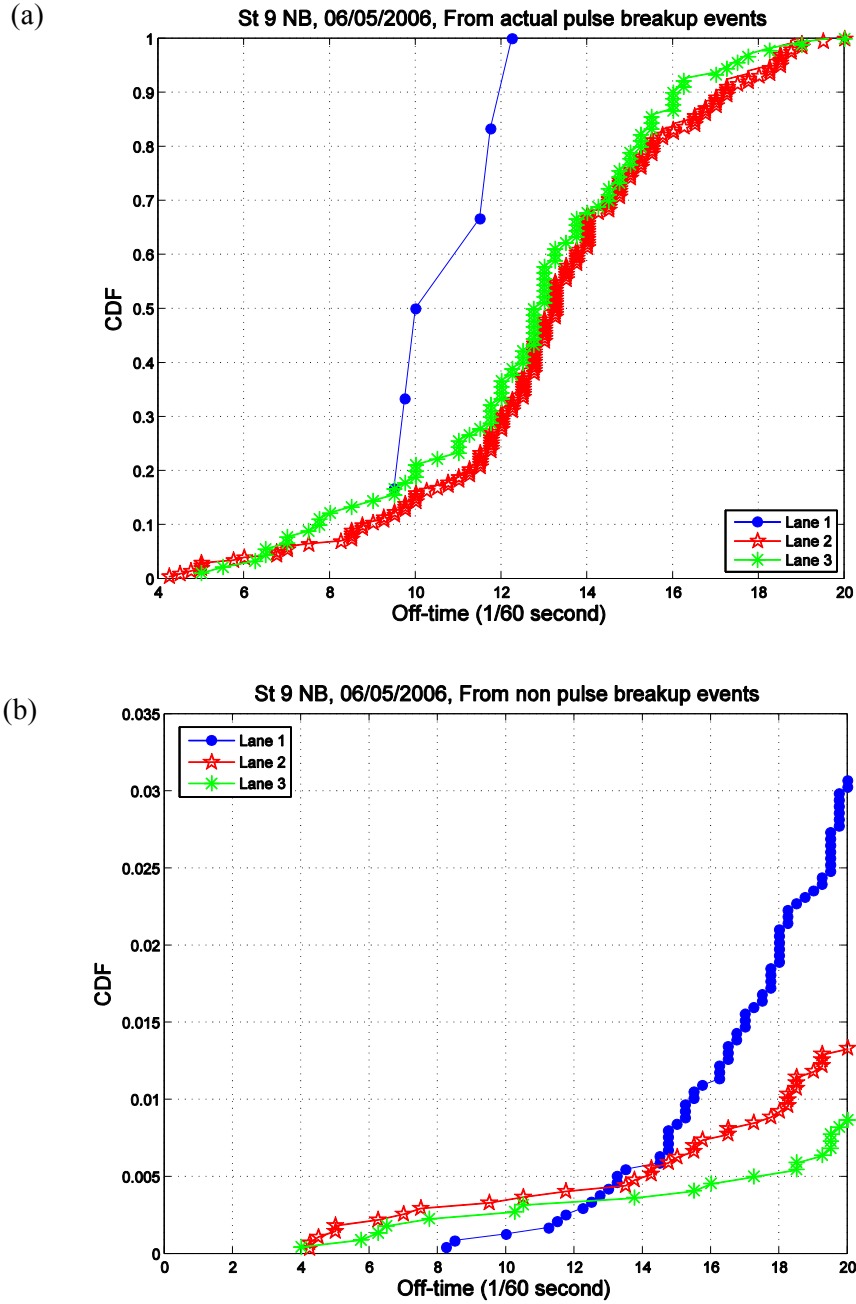 (a)
St 9 NB, 06/05/2006, From actual pulse breakup events
1
0.9
0.8
0.7
0.6
0.5
0.4
0.3
0.2
0.1
0
CDF
Lane 1
Lane 2
Lane 3
4 6 8 10 12 14 16 18 20
Off-time (1/60 second)
(b)
St 9 NB, 06/05/2006, From non pulse breakup events
0.035
0.03
0.025
0.02
0.015
0.01
0.005
0
CDF
Lane 1
Lane 2
Lane 3
0 2 4 6 8 10 12 14 16 18 20
Off-time (1/60 second)